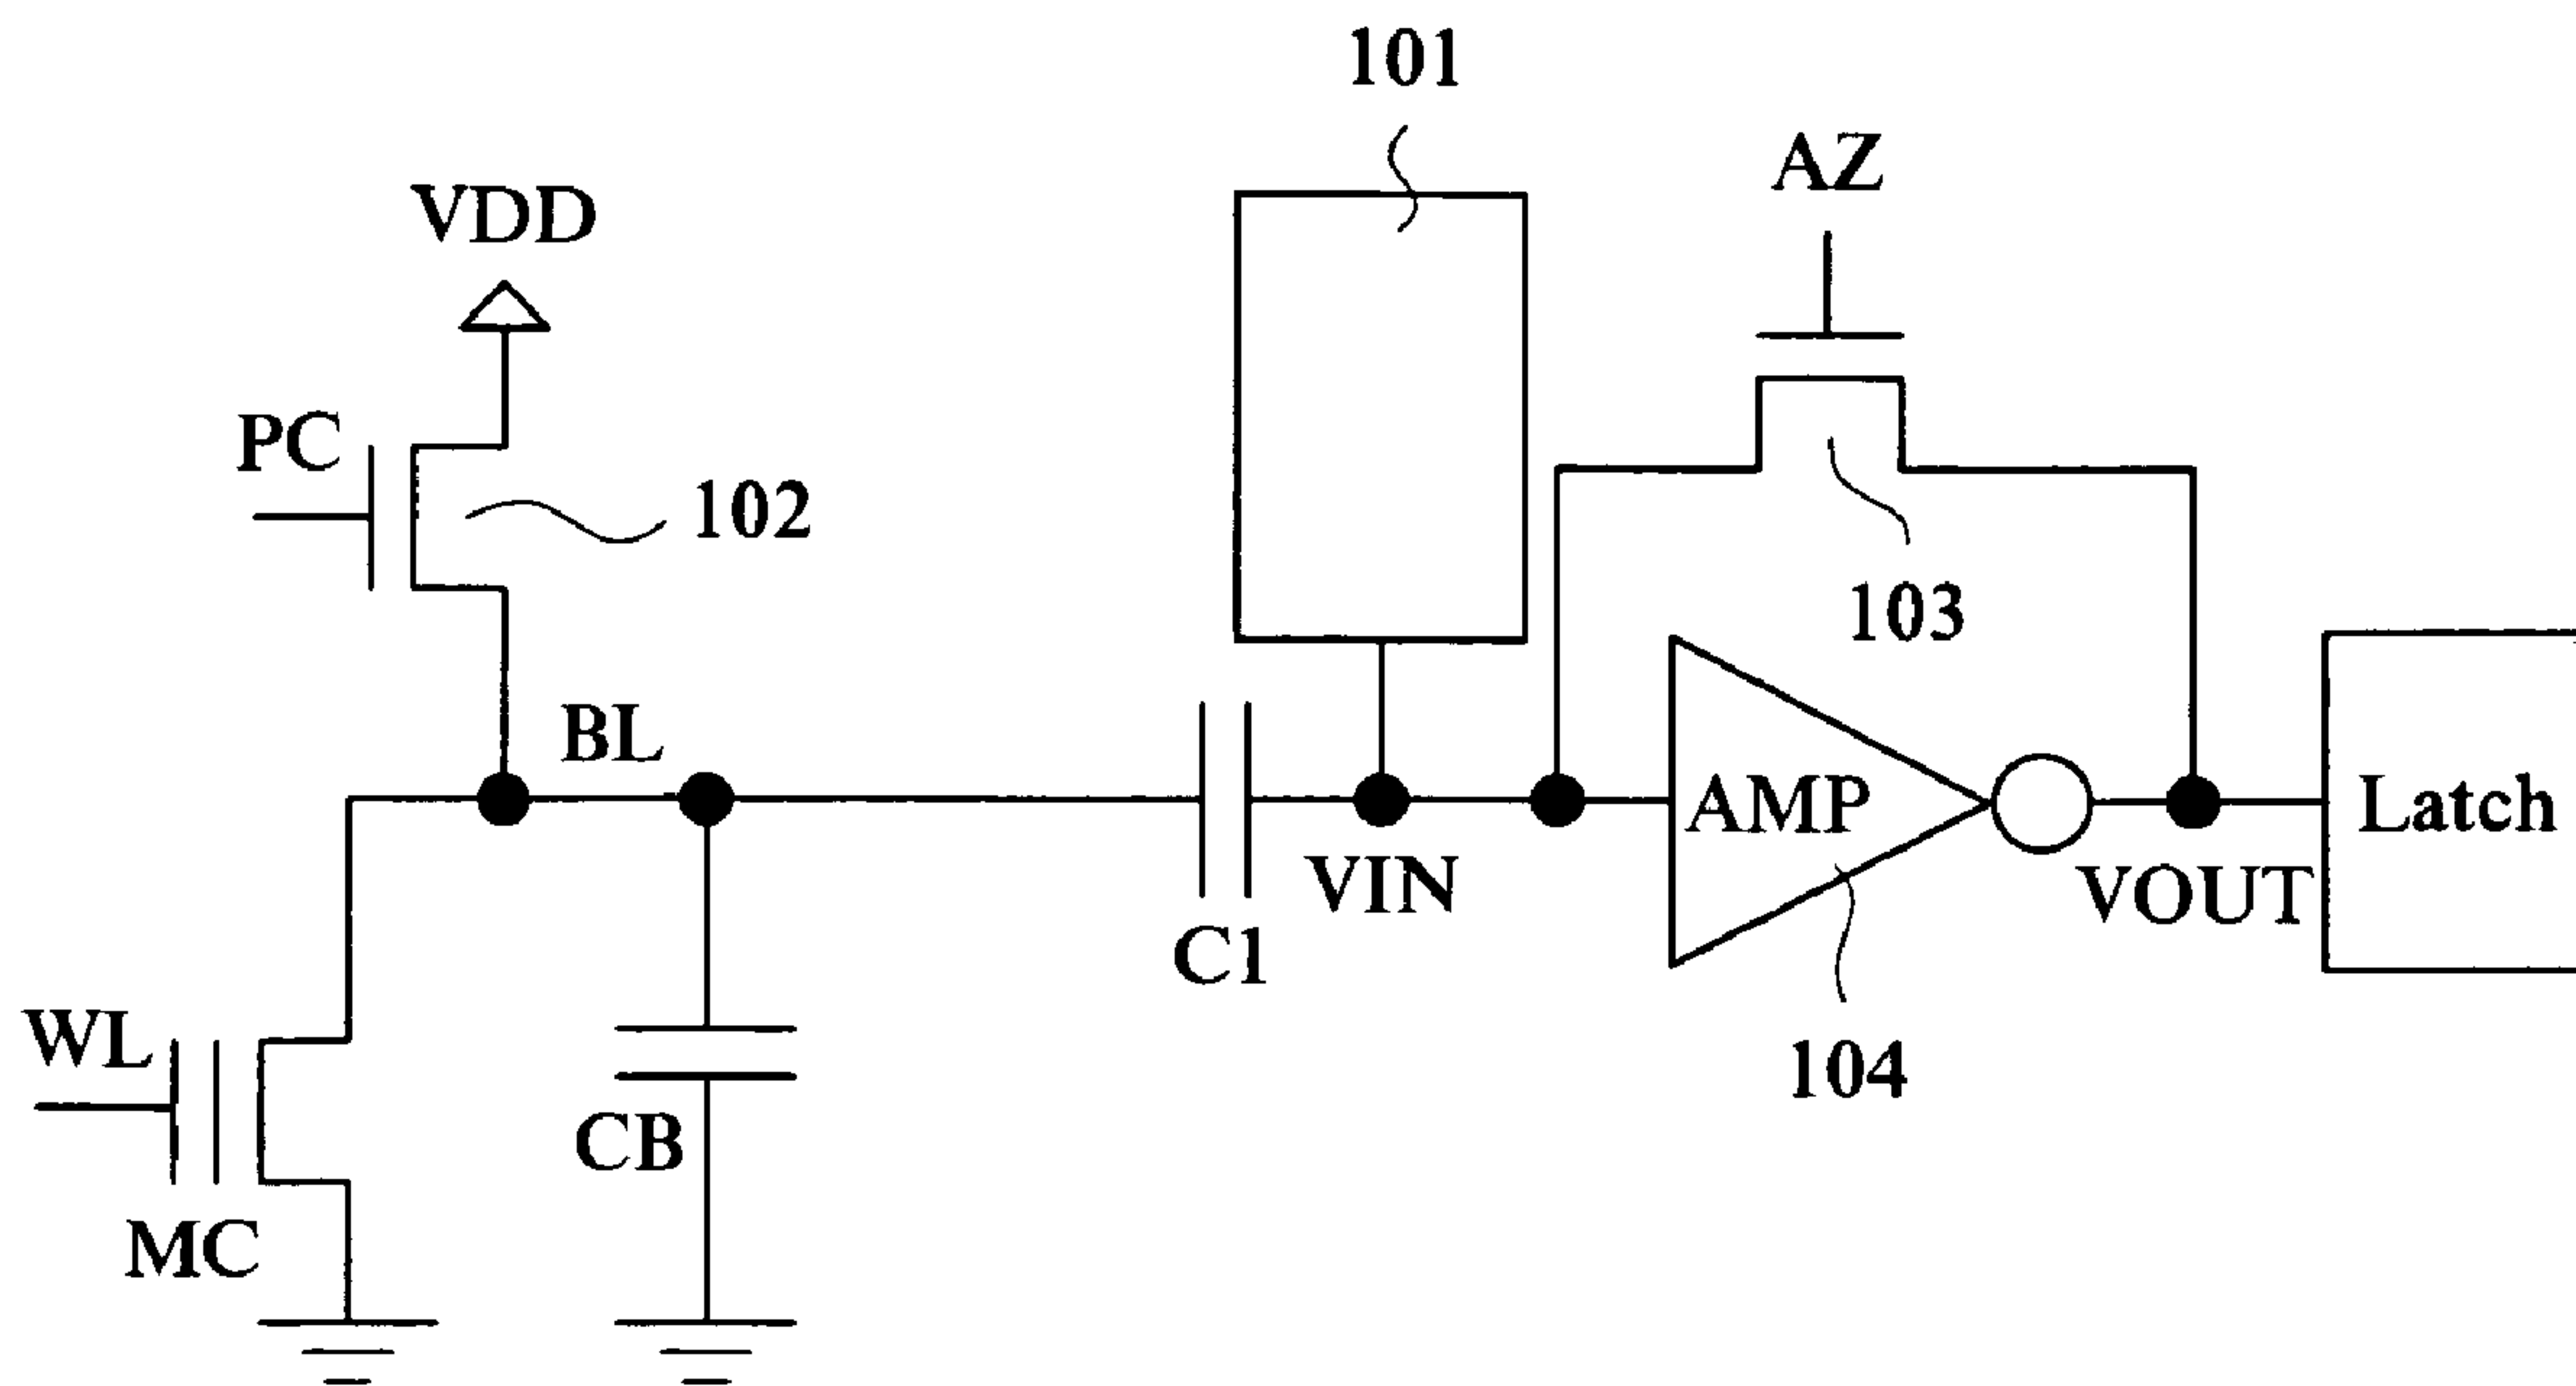 101
AZ
VDD
PC
102
103
BL
AMP
Latch
VIN
VOUT
C1
WL
104
CB
MC